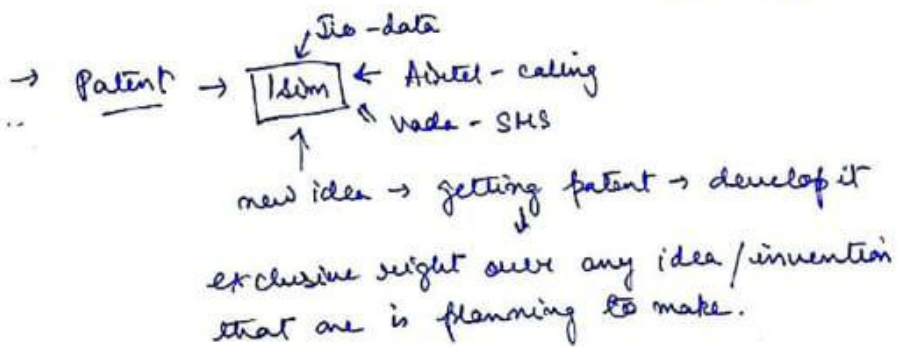 Jio - data
→ Patent → 1sim ← Airtel - calling
Voda - SMS
new idea → getting patent → develop it
exclusive right over any idea / invention
that one is planning to make.